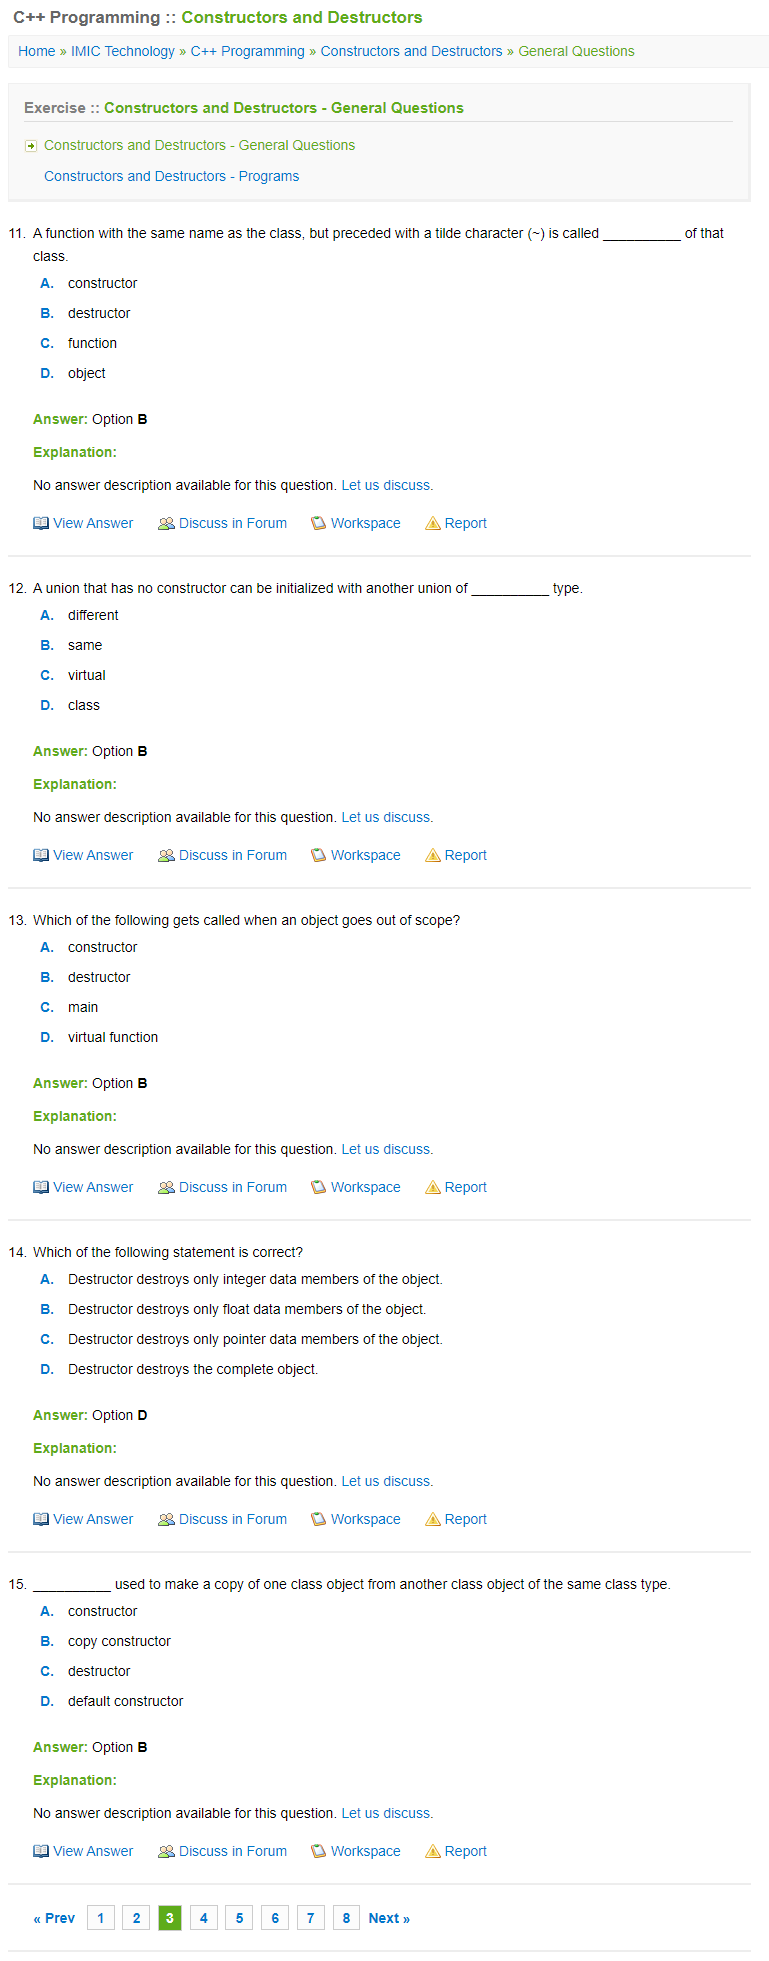 C++ Programming :: Constructors and Destructors
Home » IMIC Technology » C++ Programming » Constructors and Destructors » General Questions
Exercise :: Constructors and Destructors - General Questions
Constructors and Destructors - General Questions
Constructors and Destructors - Programs
11. A function with the same name as the class, but preceded with a tilde character (~) is called __________ of that
class.
A. constructor
B. destructor
C. function
D. object
Answer: Option B
Explanation:
No answer description available for this question. Let us discuss.
View Answer Discuss in Forum Workspace Report
12. A union that has no constructor can be initialized with another union of __________ type.
A. different
B. same
C. virtual
D. class
Answer: Option B
Explanation:
No answer description available for this question. Let us discuss.
View Answer Discuss in Forum Workspace Report
13. Which of the following gets called when an object goes out of scope?
A. constructor
B. destructor
C. main
D. virtual function
Answer: Option B
Explanation:
No answer description available for this question. Let us discuss.
View Answer Discuss in Forum Workspace Report
14. Which of the following statement is correct?
A. Destructor destroys only integer data members of the object.
B. Destructor destroys only float data members of the object.
C. Destructor destroys only pointer data members of the object.
D. Destructor destroys the complete object.
Answer: Option D
Explanation:
No answer description available for this question. Let us discuss.
View Answer Discuss in Forum Workspace Report
15. __________ used to make a copy of one class object from another class object of the same class type.
A. constructor
B. copy constructor
C. destructor
D. default constructor
Answer: Option B
Explanation:
No answer description available for this question. Let us discuss.
View Answer Discuss in Forum Workspace Report
« Prev 1 2 3 4 5 6 7 8 Next »